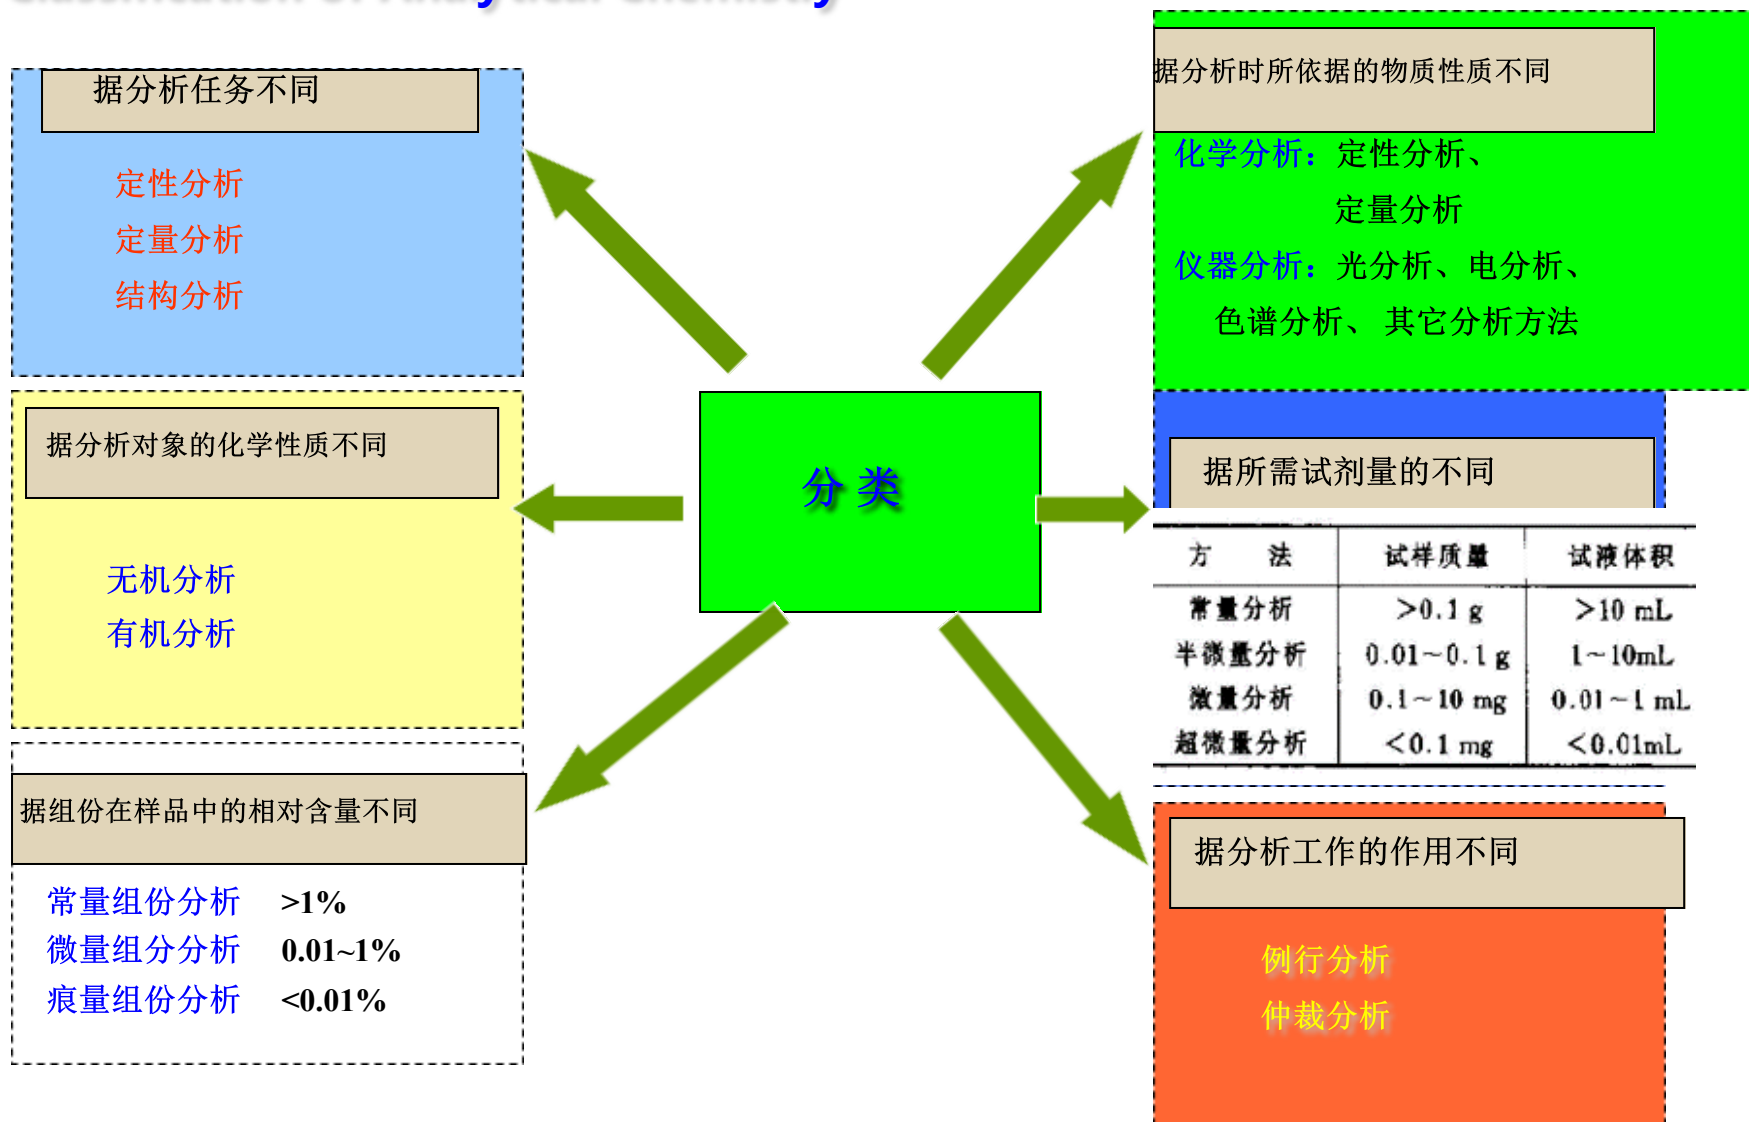 Classification of Analytical Chemistry
据分析任务不同
定性分析
定量分析
结构分析
据分析对象的化学性质不同
无机分析
有机分析
据组份在样品中的相对含量不同
常量组份分析 >1%
微量组分分析 0.01~1%
痕量组份分析 <0.01%
分 类
据分析时所依据的物质性质不同
化学分析：定性分析、
定量分析
仪器分析：光分析、电分析、
色谱分析、 其它分析方法
据所需试剂量的不同
方 法 试样质量 试液体积
常量分析 >0.1 g >10 mL
半微量分析 0.01~0.1 g 1~10mL
微量分析 0.1~10 mg 0.01~1 mL
超微量分析 <0.1 mg <0.01mL
据分析工作的作用不同
例行分析
仲裁分析